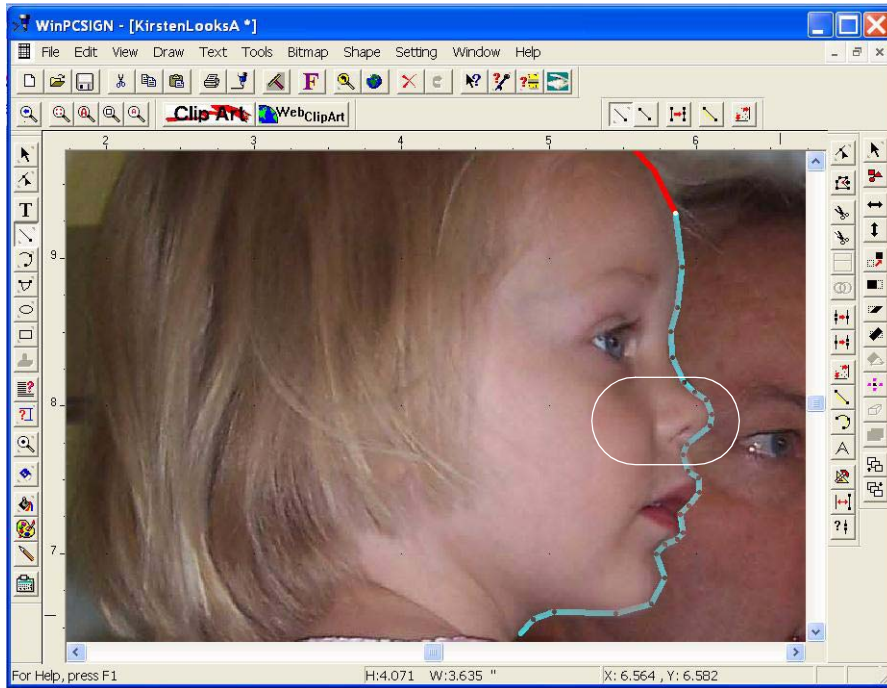 WinPCSIGN - [KirstenLooksA *]
File Edit View Draw Text Tools Bitmap Shape Setting Window Help
F
Clip Art WebClipArt
2 3 4 5 6
T
9
8
7
A
For Help, press F1 H:4.071 W:3.635 " X: 6.564 , Y: 6.582